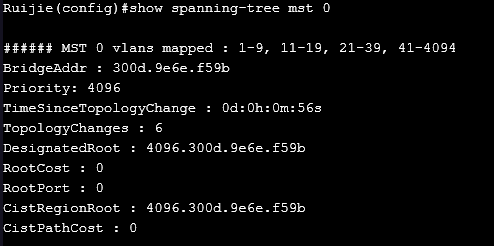 Ruijie(config)#show spanning-tree mst 0
###### MST 0 vlans mapped : 1-9, 11-19, 21-39, 41-4094
BridgeAddr : 300d.9e6e.f59b
Priority: 4096
TimeSinceTopologyChange : 0d:0h:0m:56s
TopologyChanges : 6
DesignatedRoot : 4096.300d.9e6e.f59b
RootCost : 0
RootPort : 0
CistRegionRoot : 4096.300d.9e6e.f59b
CistPathCost : 0